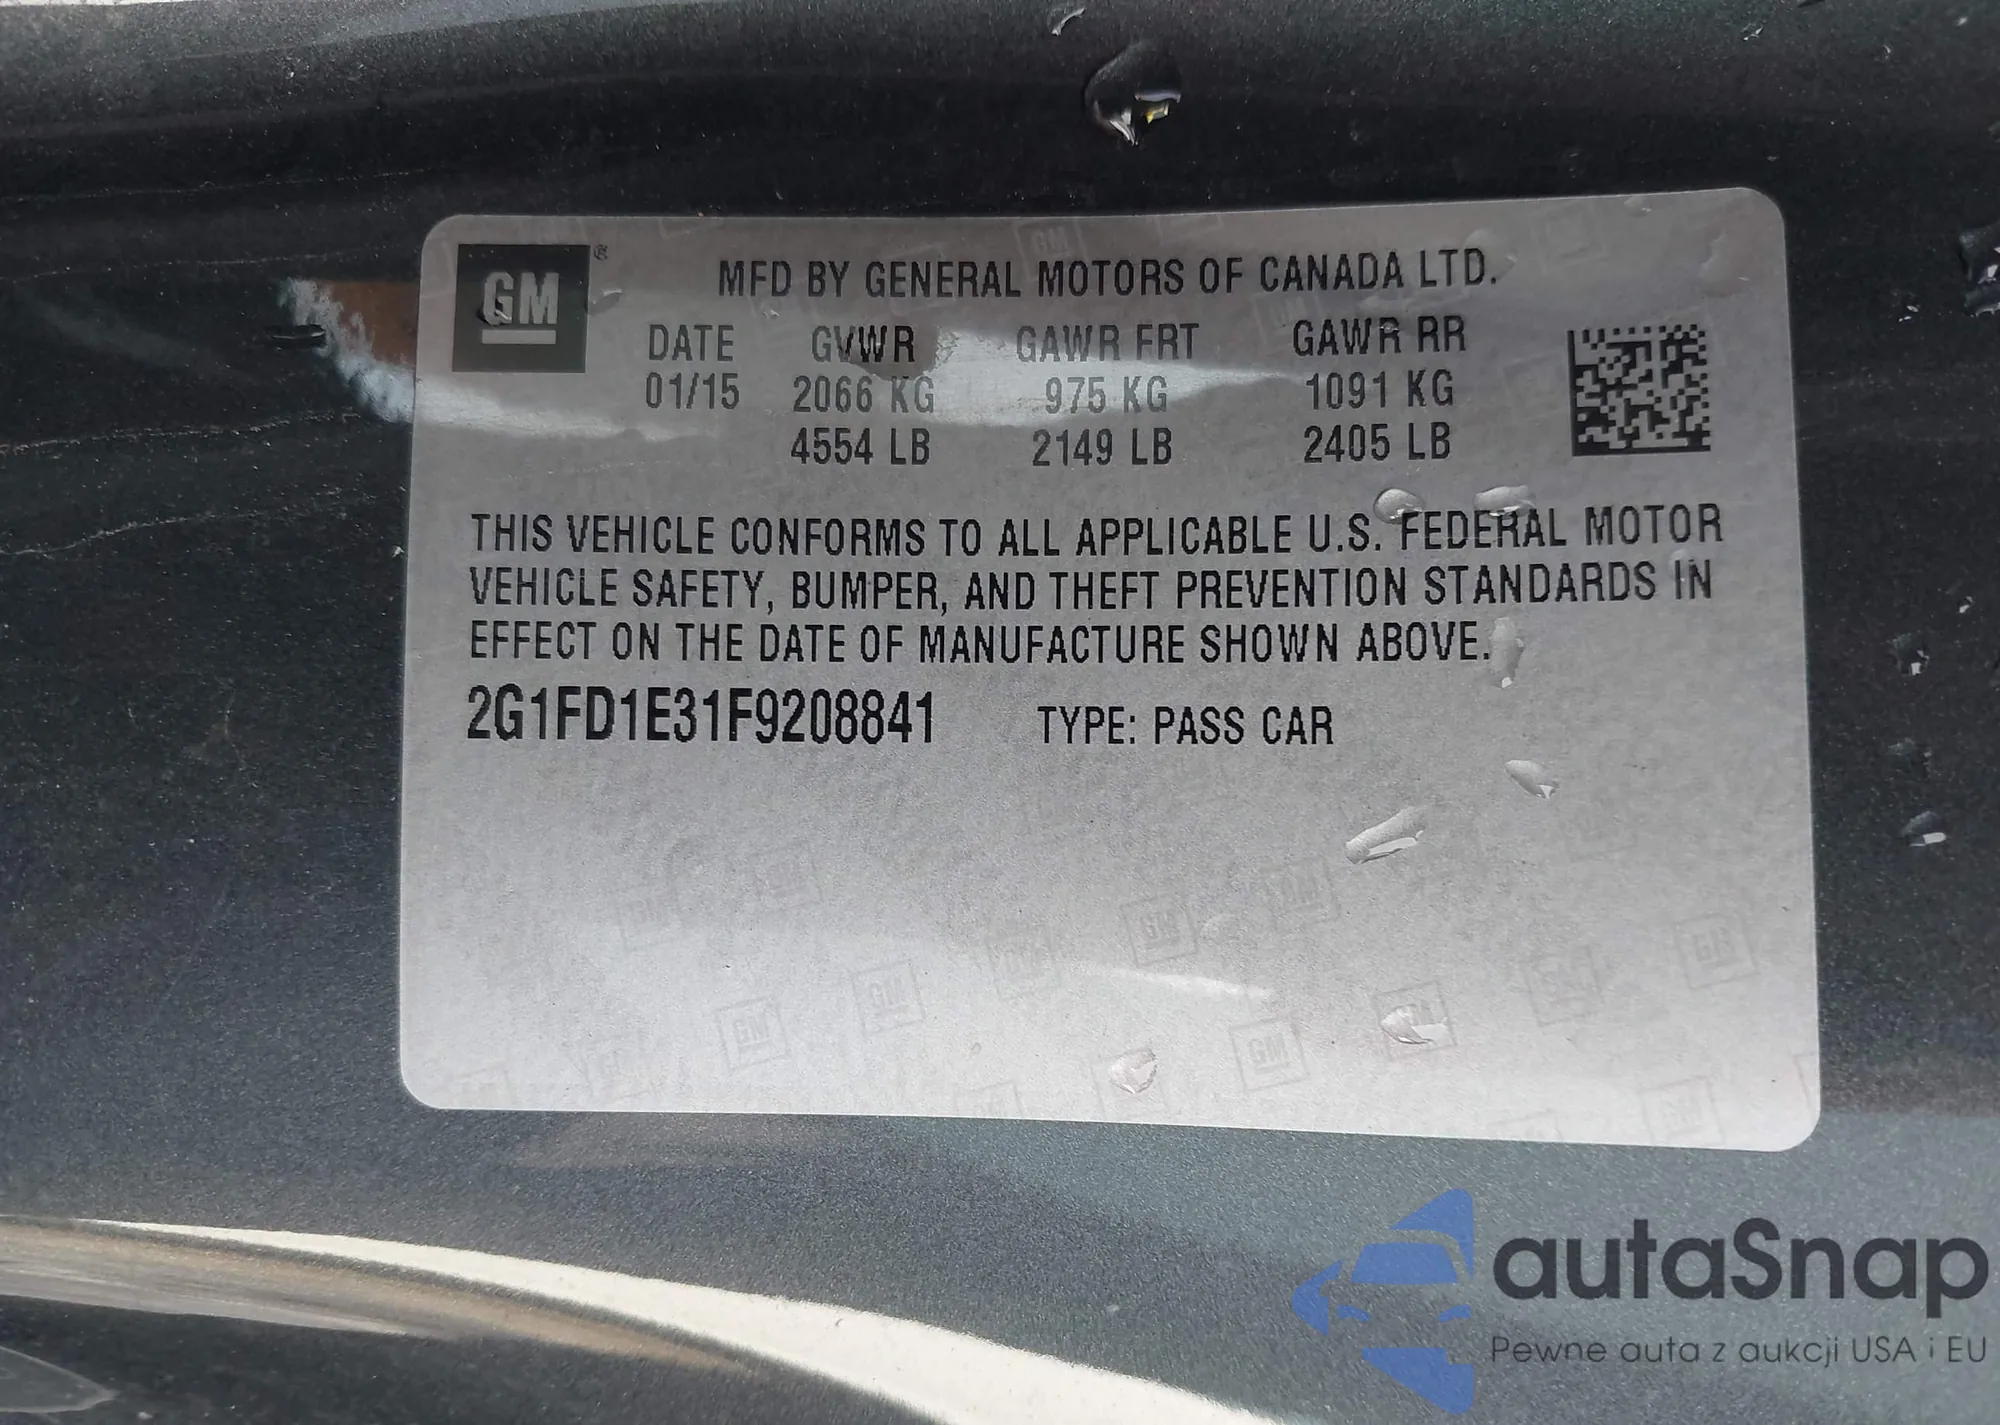 GM®
MFD BY GENERAL MOTORS OF CANADA LTD.
DATE GVWR GAWR FRT GAWR RR
01/15 2066 KG 975 KG 1091 KG
4554 LB 2149 LB 2405 LB
THIS VEHICLE CONFORMS TO ALL APPLICABLE U.S. FEDERAL MOTOR
VEHICLE SAFETY, BUMPER, AND THEFT PREVENTION STANDARDS IN
EFFECT ON THE DATE OF MANUFACTURE SHOWN ABOVE.
2G1FD1E31F9208841 TYPE: PASS CAR
autaSnap
Pewne auta z aukcji USA i EU